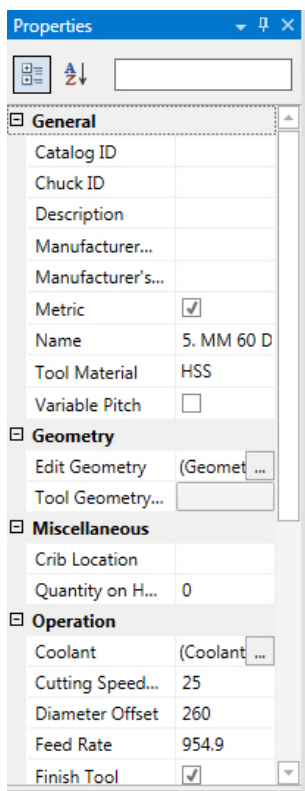 Properties
General
Catalog ID
Chuck ID
Description
Manufacturer...
Manufacturer's...
Metric
Name 5. MM 60 D
Tool Material HSS
Variable Pitch
Geometry
Edit Geometry (Geomet ...
Tool Geometry...
Miscellaneous
Crib Location
Quantity on H... 0
Operation
Coolant (Coolant ...
Cutting Speed... 25
Diameter Offset 260
Feed Rate 954.9
Finish Tool